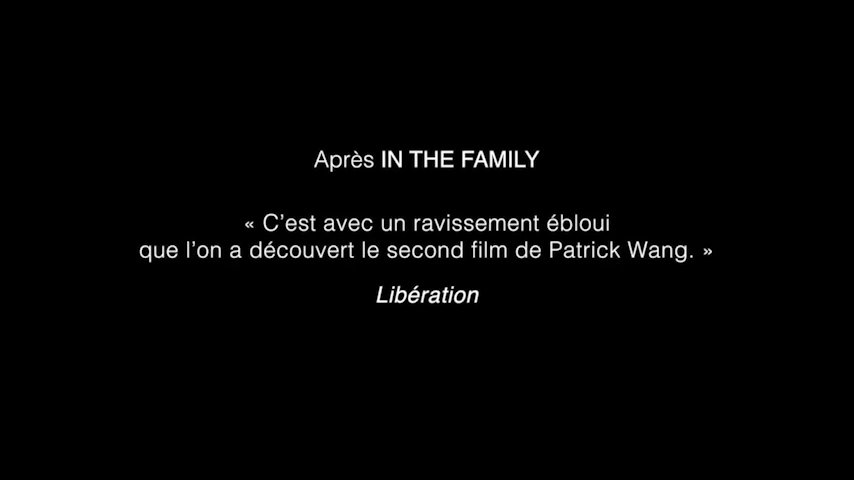 Après IN THE FAMILY
« C’est avec un ravissement ébloui
que l’on a découvert le second film de Patrick Wang. »
Libération